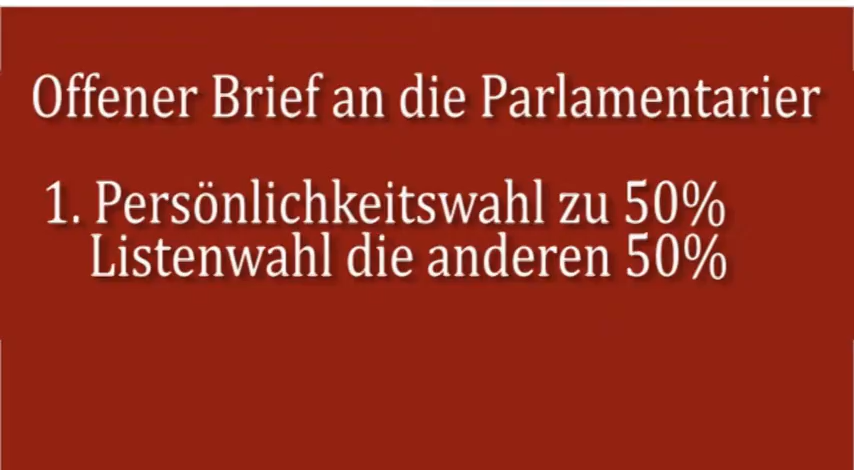 Offener Brief an die Parlamentarier
1. Persönlichkeitswahl zu 50%
Listenwahl die anderen 50%